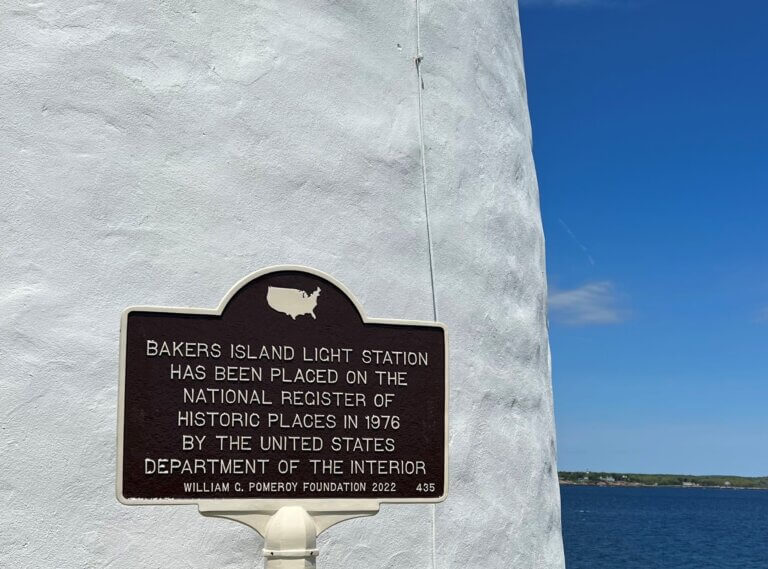 BAKERS ISLAND LIGHT STATION
HAS BEEN PLACED ON THE
NATIONAL REGISTER OF
HISTORIC PLACES IN 1976
BY THE UNITED STATES
DEPARTMENT OF THE INTERIOR
WILLIAM G. POMEROY FOUNDATION 2022 435